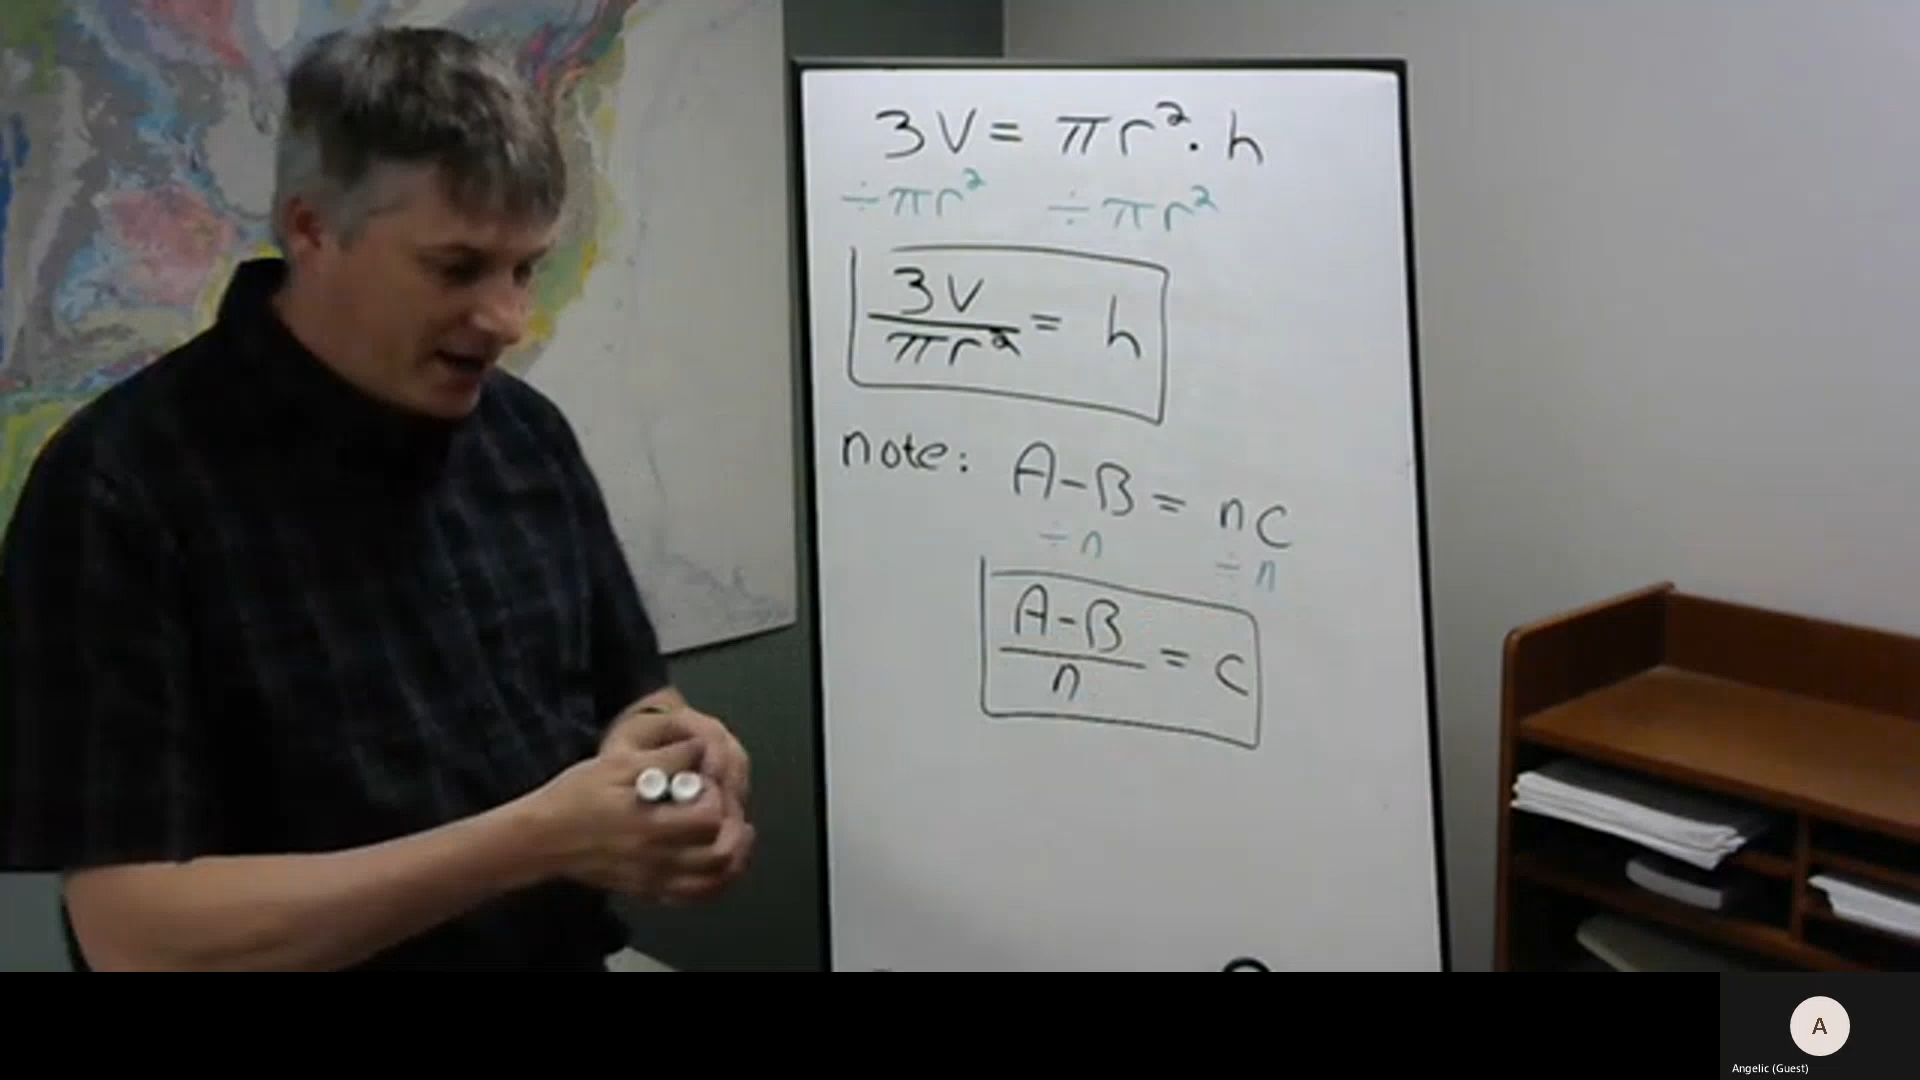 3V = πr² · h
÷πr² ÷πr²
3V
πr² = h
note: A-B = nC
÷n ÷n
A-B
n = C
A
Angelic (Guest)